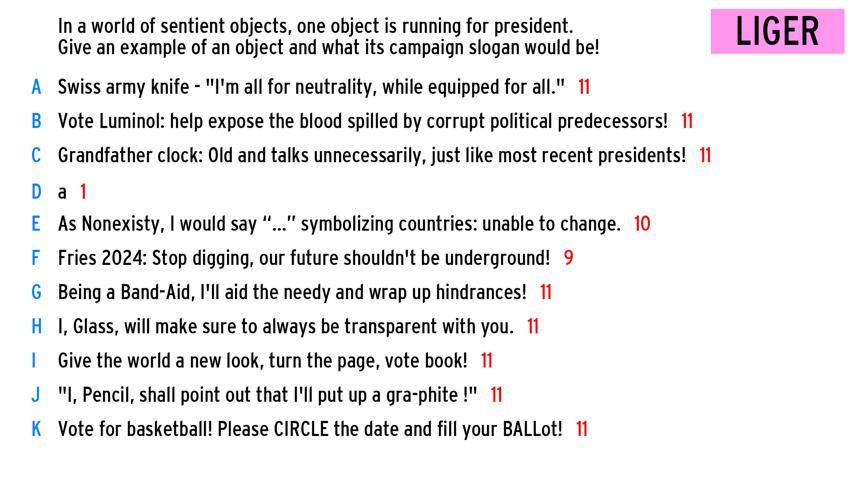 In a world of sentient objects, one object is running for president.
Give an example of an object and what its campaign slogan would be!
LIGER
A Swiss army knife - "I'm all for neutrality, while equipped for all." 11
B Vote Luminol: help expose the blood spilled by corrupt political predecessors! 11
C Grandfather clock: Old and talks unnecessarily, just like most recent presidents! 11
D a 1
E As Nonexisty, I would say “...” symbolizing countries: unable to change. 10
F Fries 2024: Stop digging, our future shouldn't be underground! 9
G Being a Band-Aid, I'll aid the needy and wrap up hindrances! 11
H I, Glass, will make sure to always be transparent with you. 11
I Give the world a new look, turn the page, vote book! 11
J "I, Pencil, shall point out that I'll put up a gra-phite !" 11
K Vote for basketball! Please CIRCLE the date and fill your BALLot! 11